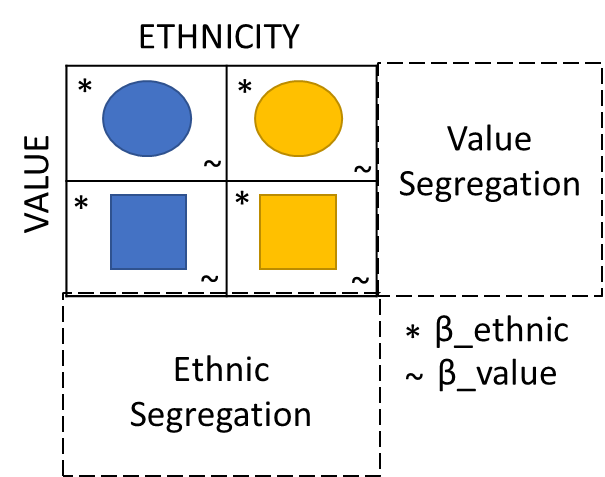 ETHNICITY
VALUE
* *
~ ~
* *
~ ~
Value
Segregation
Ethnic
Segregation
* β_ethnic
~ β_value